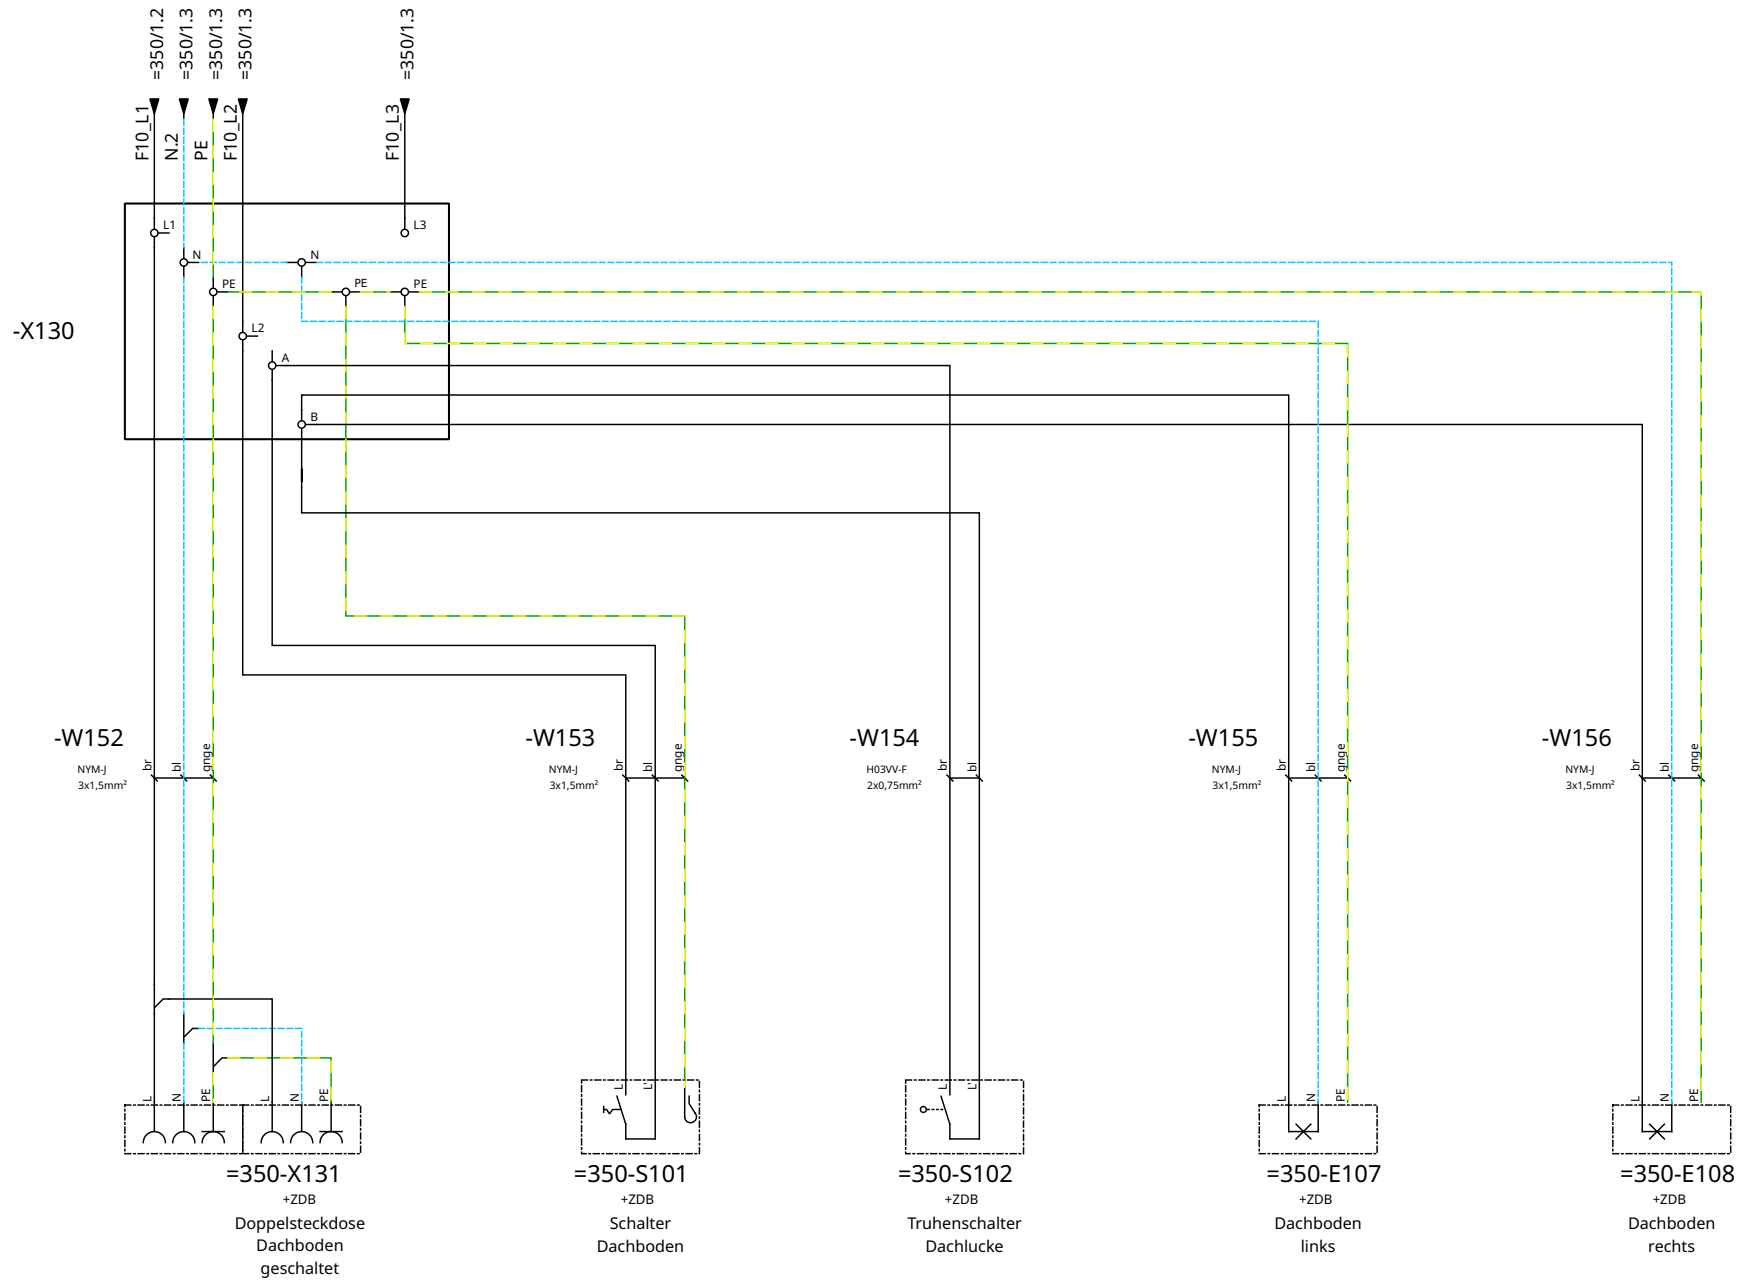 =350/1.2
=350/1.3
=350/1.3
=350/1.3
=350/1.3
F10_L1
N.2
PE
F10_L2
F10_L3
L1
L3
N
N
PE
PE
PE
-X130
L2
A
B
-W152
NYM-J
3x1,5mm²
br
bl
gnge
-W153
NYM-J
3x1,5mm²
br
bl
gnge
-W154
H03VV-F
2x0,75mm²
br
bl
-W155
NYM-J
3x1,5mm²
br
bl
gnge
-W156
NYM-J
3x1,5mm²
br
bl
gnge
L
N
PE
L
N
PE
=350-X131
+ZDB
Doppelsteckdose
Dachboden
geschaltet
L
L'
=350-S101
+ZDB
Schalter
Dachboden
L
L'
=350-S102
+ZDB
Truhenschalter
Dachlucke
L
N
PE
=350-E107
+ZDB
Dachboden
links
L
N
PE
=350-E108
+ZDB
Dachboden
rechts